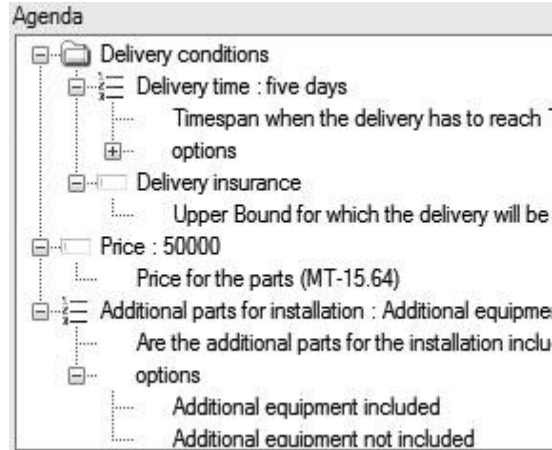 Agenda
Delivery conditions
Delivery time : five days
Timespan when the delivery has to reach
options
Delivery insurance
Upper Bound for which the delivery will be
Price : 50000
Price for the parts (MT-15.64)
Additional parts for installation : Additional equipme
Are the additional parts for the installation inclu
options
Additional equipment included
Additional equipment not included